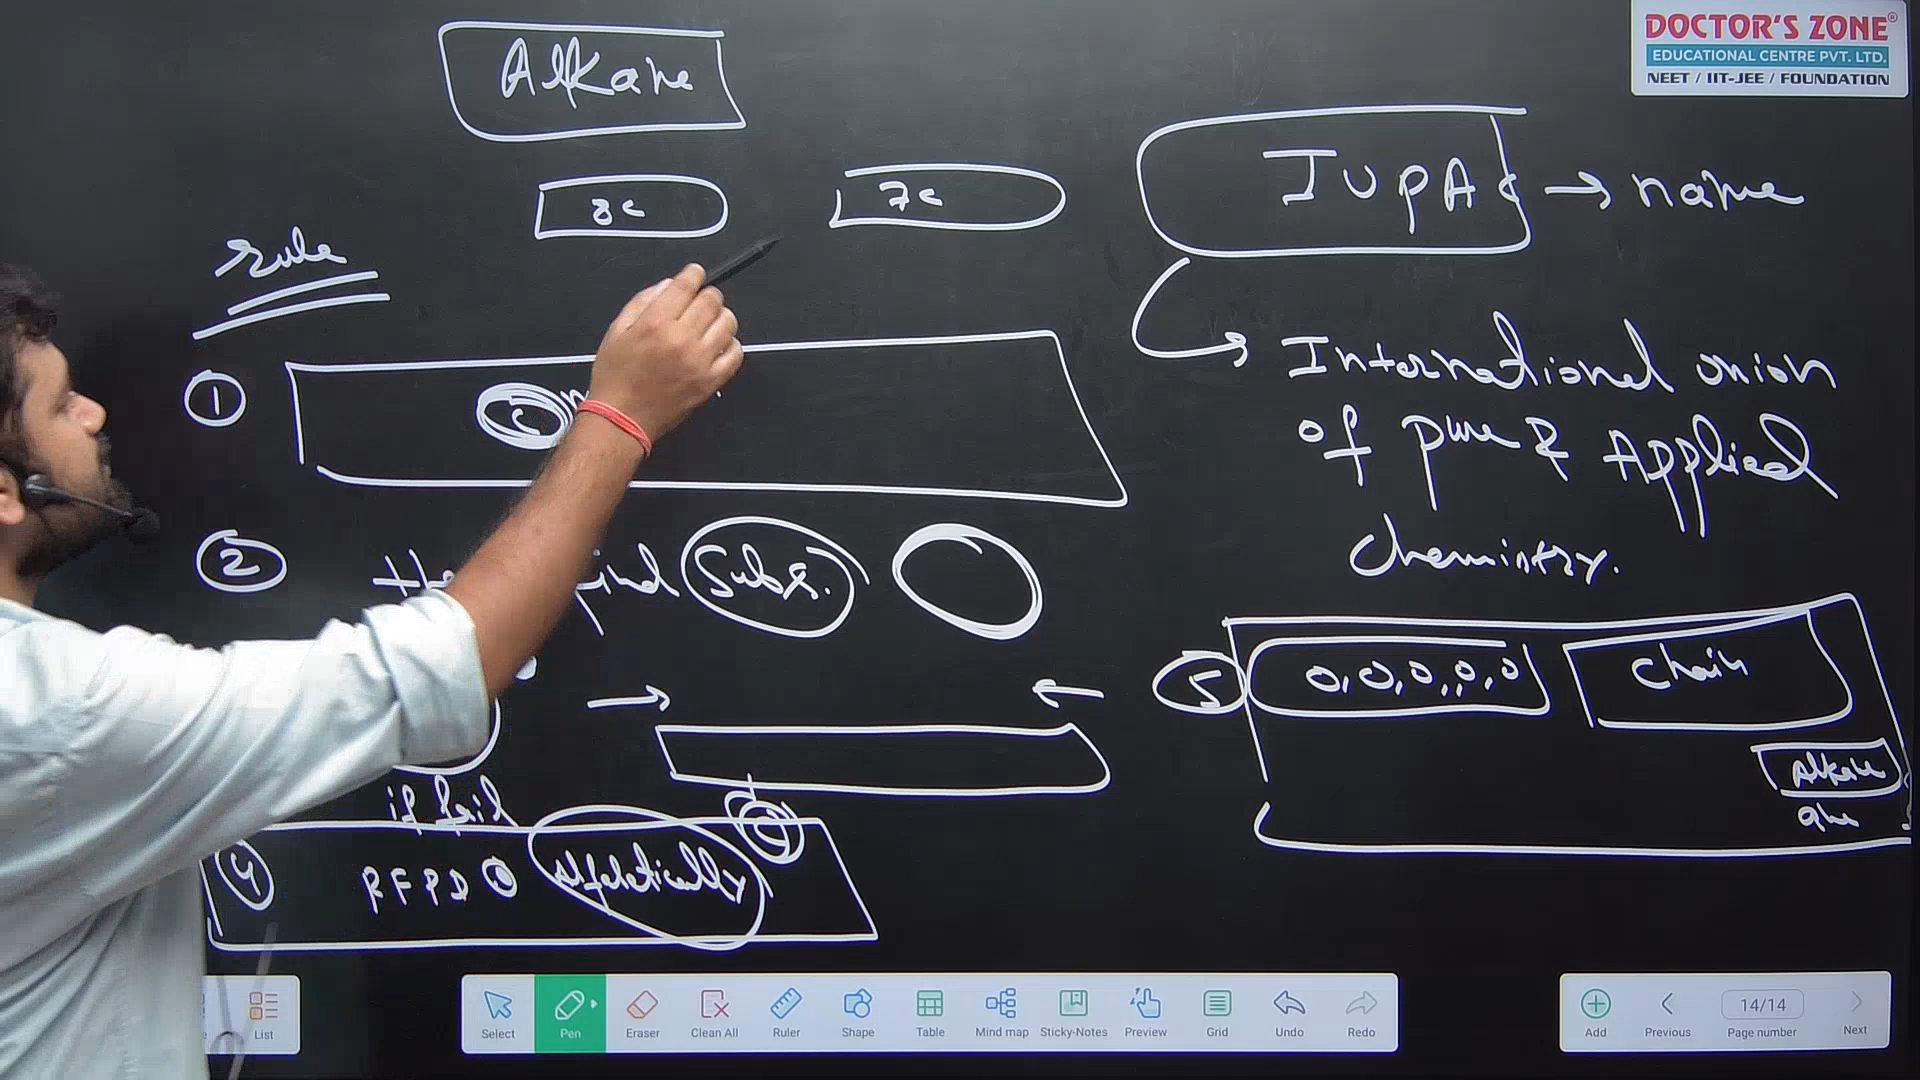 DOCTOR'S ZONE®
EDUCATIONAL CENTRE PVT. LTD.
NEET / IIT-JEE / FOUNDATION
Alkane
8c
7c
IUPAC → name
rule
International union
of pure & Applied
chemistry.
①
c
②
Subs.
⑤
0,0,0,0,0
Chain
Alkane
ane
if fail
④
Alfabetically
List
Select
Pen
Eraser
Clean All
Ruler
Shape
Table
Mind map
Sticky-Notes
Preview
Grid
Undo
Redo
Add
Previous
14/14
Page number
Next